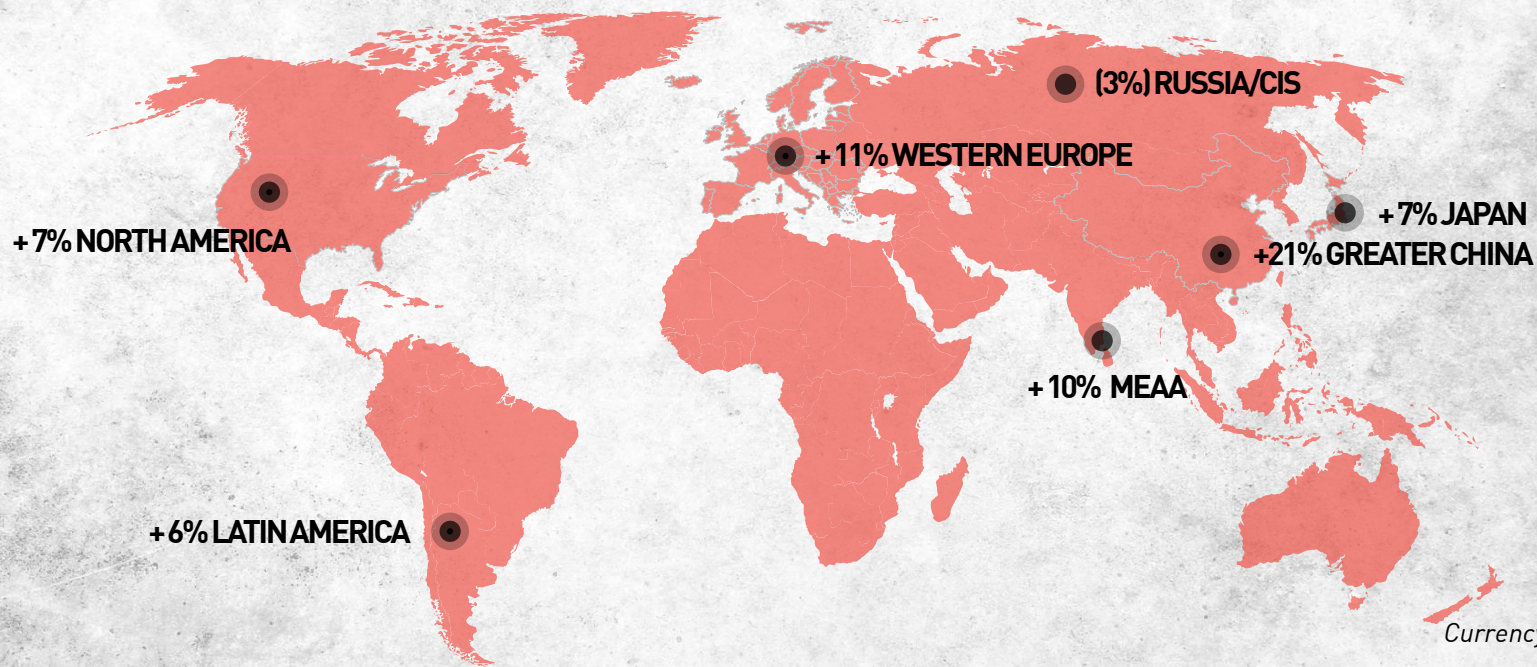 (3%) RUSSIA/CIS
+ 11% WESTERN EUROPE
+ 7% JAPAN
+ 7% NORTH AMERICA
+21% GREATER CHINA
+ 10% MEAA
+ 6% LATIN AMERICA
Currency